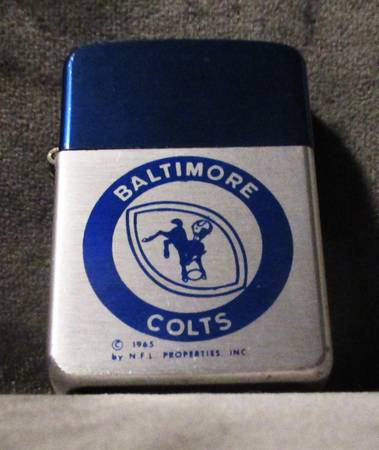 BALTIMORE
COLTS
© 1965
by N.F.L. PROPERTIES, INC.